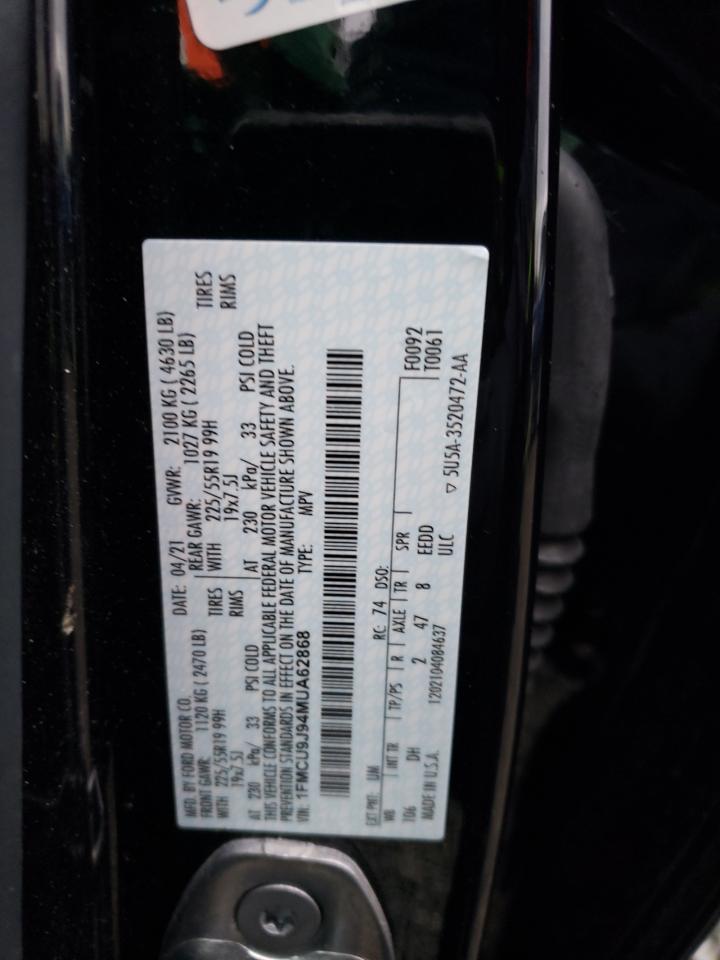 MFD. BY FORD MOTOR CO.
DATE: 04/21 GVWR: 2100 KG ( 4630 LB)
FRONT GAWR: 1120 KG ( 2470 LB)
REAR GAWR: 1027 KG ( 2265 LB)
WITH 225/55R19 99H TIRES
WITH 225/55R19 99H TIRES
19x7.5J RIMS
19x7.5J RIMS
AT 230 kPa/ 33 PSI COLD
AT 230 kPa/ 33 PSI COLD
THIS VEHICLE CONFORMS TO ALL APPLICABLE FEDERAL MOTOR VEHICLE SAFETY AND THEFT
PREVENTION STANDARDS IN EFFECT ON THE DATE OF MANUFACTURE SHOWN ABOVE.
VIN: 1FMCU9J94MUA62868 TYPE: MPV
EXT PNT: UM RC: 74 DSO:
WB INT TR TP/PS R AXLE TR SPR F0092
106 DH 2 47 8 EEDD T0061
MADE IN U.S.A. 1202104084637 ULC
▽ 5U5A-3520472-AA